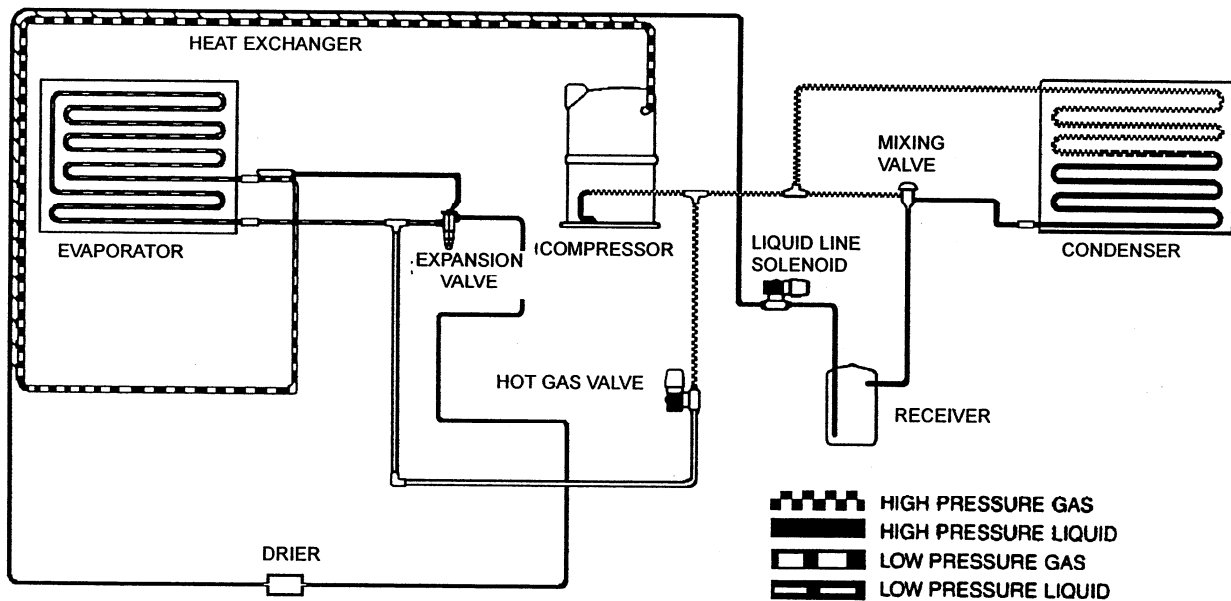 HEAT EXCHANGER
MIXING
VALVE
EVAPORATOR
EXPANSION
VALVE
COMPRESSOR
LIQUID LINE
SOLENOID
CONDENSER
HOT GAS VALVE
RECEIVER
HIGH PRESSURE GAS
HIGH PRESSURE LIQUID
LOW PRESSURE GAS
LOW PRESSURE LIQUID
DRIER